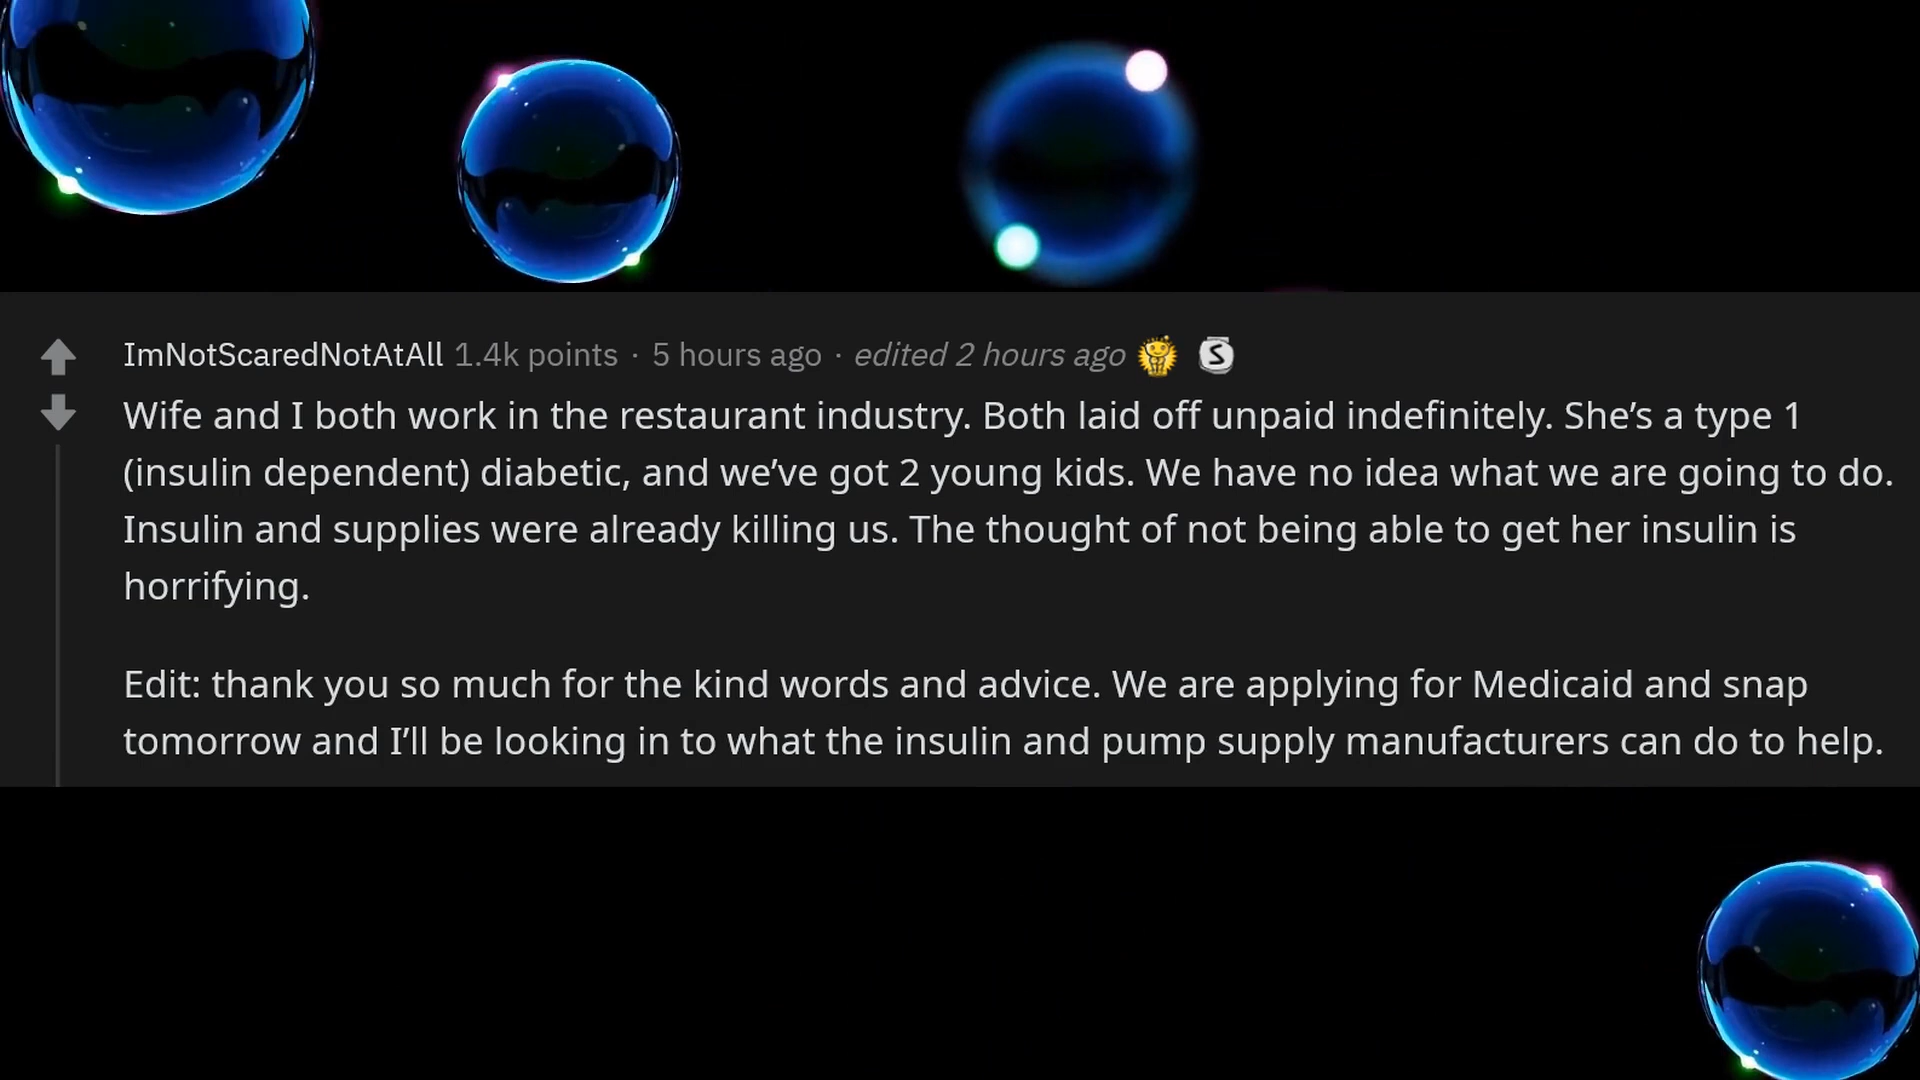 ImNotScaredNotAtAll 1.4k points · 5 hours ago · edited 2 hours ago S
Wife and I both work in the restaurant industry. Both laid off unpaid indefinitely. She’s a type 1
(insulin dependent) diabetic, and we’ve got 2 young kids. We have no idea what we are going to do.
Insulin and supplies were already killing us. The thought of not being able to get her insulin is
horrifying.
Edit: thank you so much for the kind words and advice. We are applying for Medicaid and snap
tomorrow and I’ll be looking in to what the insulin and pump supply manufacturers can do to help.